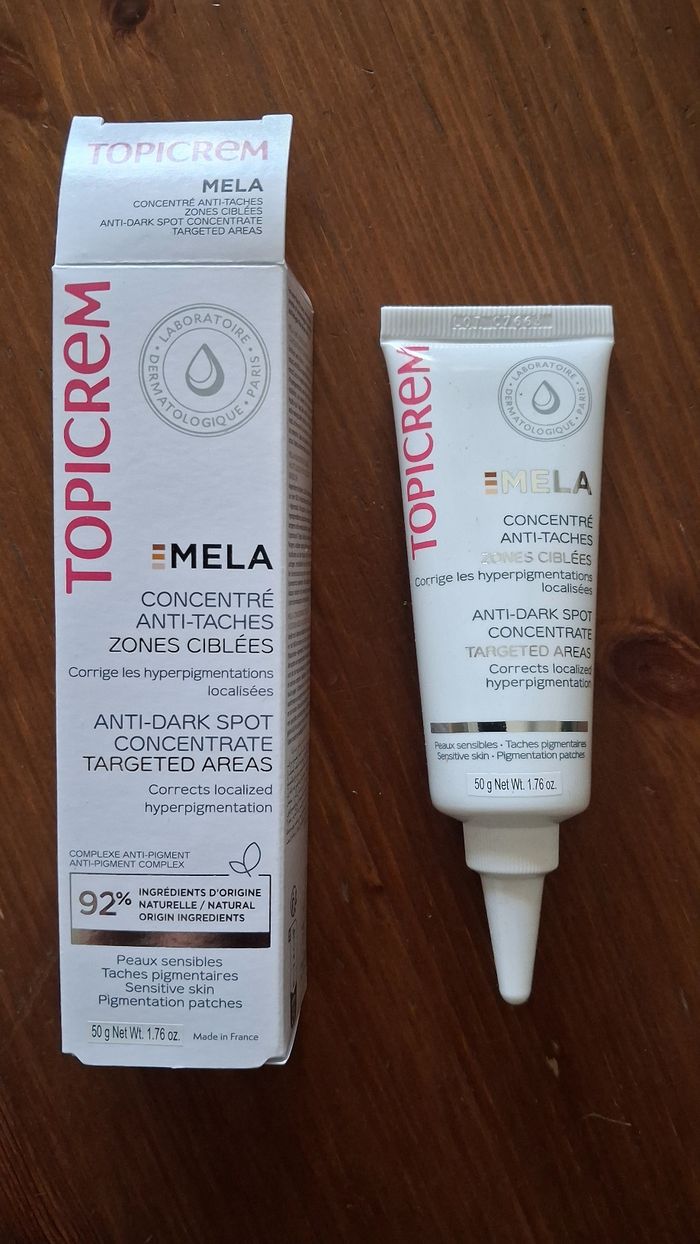 TOPICREM
MELA
CONCENTRÉ ANTI-TACHES
ZONES CIBLÉES
ANTI-DARK SPOT CONCENTRATE
TARGETED AREAS
TOPICREM
LABORATOIRE • DERMATOLOGIQUE • PARIS •
MELA
CONCENTRÉ
ANTI-TACHES
ZONES CIBLÉES
Corrige les hyperpigmentations
localisées
ANTI-DARK SPOT
CONCENTRATE
TARGETED AREAS
Corrects localized
hyperpigmentation
COMPLEXE ANTI-PIGMENT
ANTI-PIGMENT COMPLEX
92%
INGRÉDIENTS D'ORIGINE
NATURELLE / NATURAL
ORIGIN INGREDIENTS
Peaux sensibles
Taches pigmentaires
Sensitive skin
Pigmentation patches
50 g Net Wt. 1.76 oz.
Made in France
TOPICREM
LABORATOIRE • DERMATOLOGIQUE • PARIS •
MELA
CONCENTRÉ
ANTI-TACHES
ZONES CIBLÉES
Corrige les hyperpigmentations
localisées
ANTI-DARK SPOT
CONCENTRATE
TARGETED AREAS
Corrects localized
hyperpigmentation
Peaux sensibles • Taches pigmentaires
Sensitive skin • Pigmentation patches
50 g Net Wt. 1.76 oz.